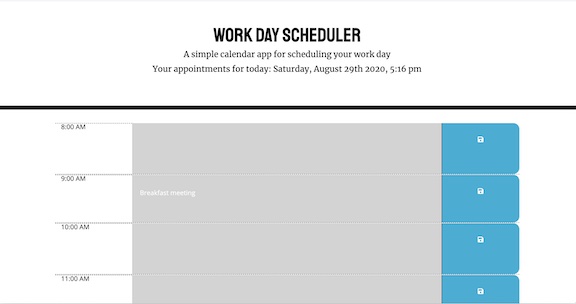 WORK DAY SCHEDULER
A simple calendar app for scheduling your work day
Your appointments for today: Saturday, August 29th 2020, 5:16 pm
8:00 AM
9:00 AM
Breakfast meeting
10:00 AM
11:00 AM